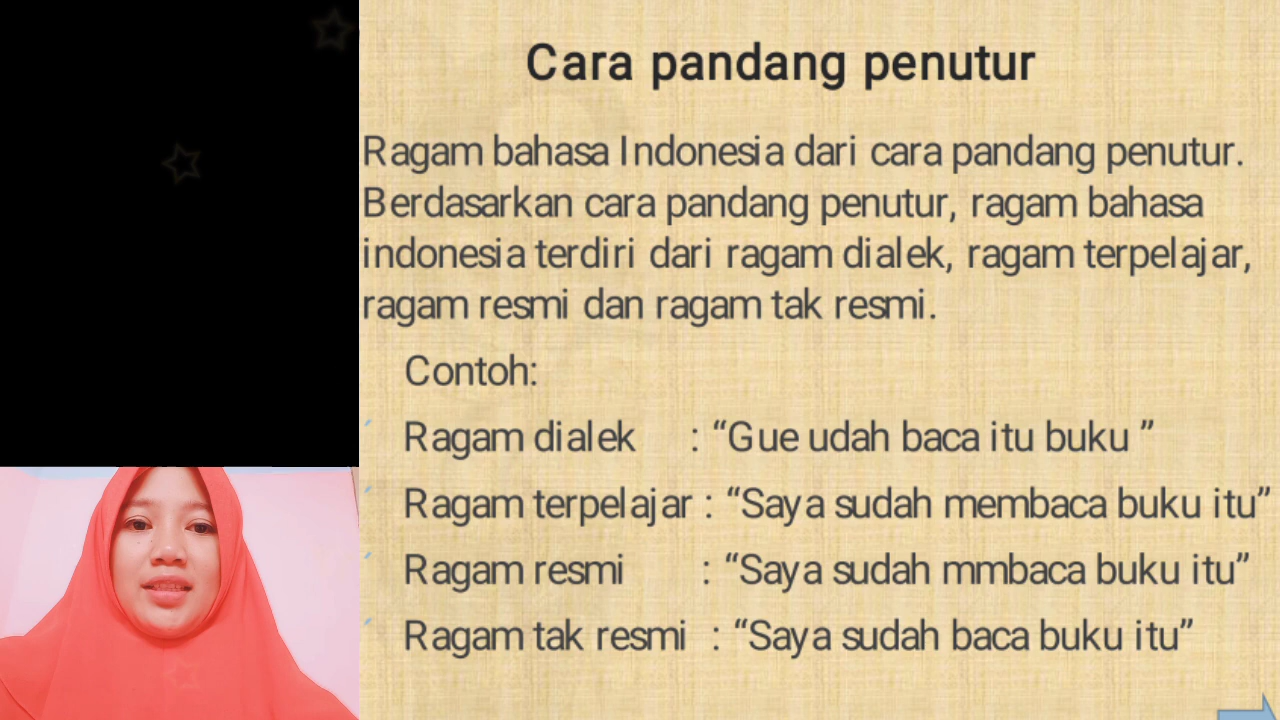 Cara pandang penutur
Ragam bahasa Indonesia dari cara pandang penutur.
Berdasarkan cara pandang penutur, ragam bahasa
indonesia terdiri dari ragam dialek, ragam terpelajar,
ragam resmi dan ragam tak resmi.
Contoh:
Ragam dialek : “Gue udah baca itu buku ”
Ragam terpelajar : “Saya sudah membaca buku itu”
Ragam resmi : “Saya sudah mmbaca buku itu”
Ragam tak resmi : “Saya sudah baca buku itu”